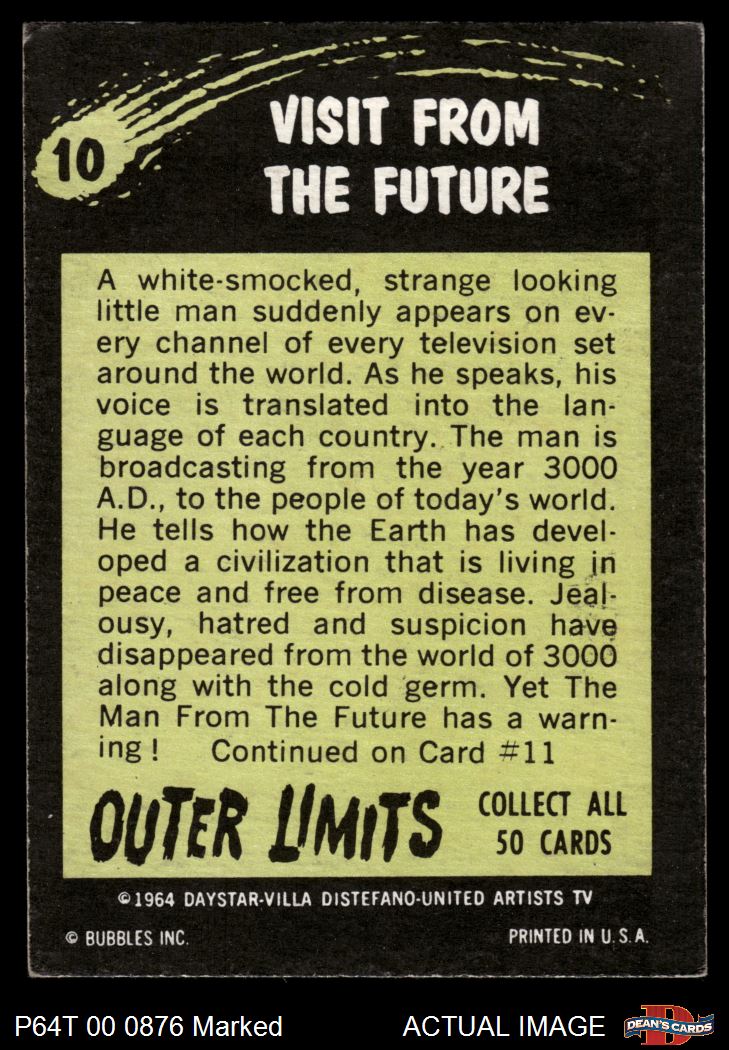 10
VISIT FROM
THE FUTURE
A white-smocked, strange looking
little man suddenly appears on ev-
ery channel of every television set
around the world. As he speaks, his
voice is translated into the lan-
guage of each country. The man is
broadcasting from the year 3000
A.D., to the people of today's world.
He tells how the Earth has devel-
oped a civilization that is living in
peace and free from disease. Jeal-
ousy, hatred and suspicion have
disappeared from the world of 3000
along with the cold germ. Yet The
Man From The Future has a warn-
ing! Continued on Card #11
OUTER LIMITS
COLLECT ALL
50 CARDS
©1964 DAYSTAR-VILLA DISTEFANO-UNITED ARTISTS TV
© BUBBLES INC. PRINTED IN U.S.A.
P64T 00 0876 Marked ACTUAL IMAGE
D
DEAN'S CARDS